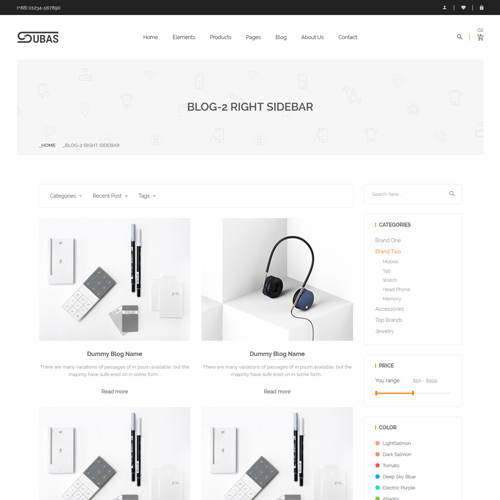 (+88) 01234-567890
SUBAS
Home Elements Products Pages Blog About Us Contact
02
BLOG-2 RIGHT SIDEBAR
_HOME _BLOG-2 RIGHT SIDEBAR
Categories Recent Post Tags
Search here...
CATEGORIES
Brand One
Brand Two
Mobile
Tab
Watch
Head Phone
Memory
Accessories
Top Brands
Jewelry
Dummy Blog Name
There are many variations of passages of in psum available, but the
majority have sufe ered on in some form...
Read more
Dummy Blog Name
There are many variations of passages of in psum available, but the
majority have sufe ered on in some form...
Read more
PRICE
You range $50 - $999
COLOR
LightSalmon
Dark Salmon
Tomato
Deep Sky Blue
Electric Purple
Atlantis